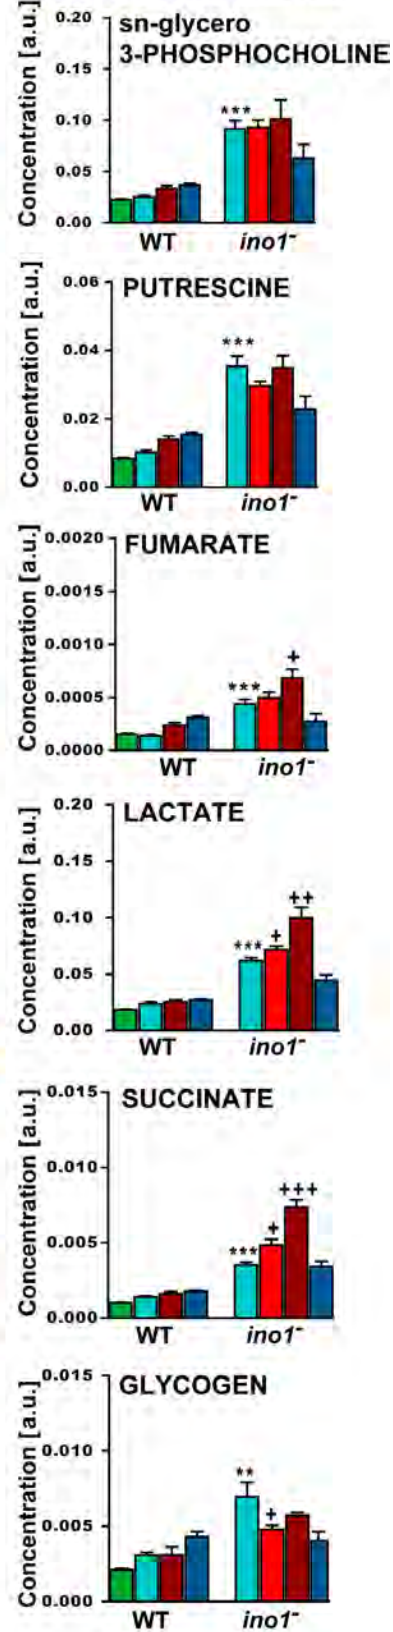 sn-glycero
3-PHOSPHOCHOLINE
Concentration [a.u.]
0.20
0.15
0.10
0.05
0.00
***
WT
ino1-
PUTRESCINE
Concentration [a.u.]
0.06
0.04
0.02
0.00
***
WT
ino1-
FUMARATE
Concentration [a.u.]
0.0020
0.0015
0.0010
0.0005
0.0000
***
+
WT
ino1-
LACTATE
Concentration [a.u.]
0.20
0.15
0.10
0.05
0.00
***
+
++
WT
ino1-
SUCCINATE
Concentration [a.u.]
0.015
0.010
0.005
0.000
***
+
+++
WT
ino1-
GLYCOGEN
Concentration [a.u.]
0.015
0.010
0.005
0.000
**
+
WT
ino1-